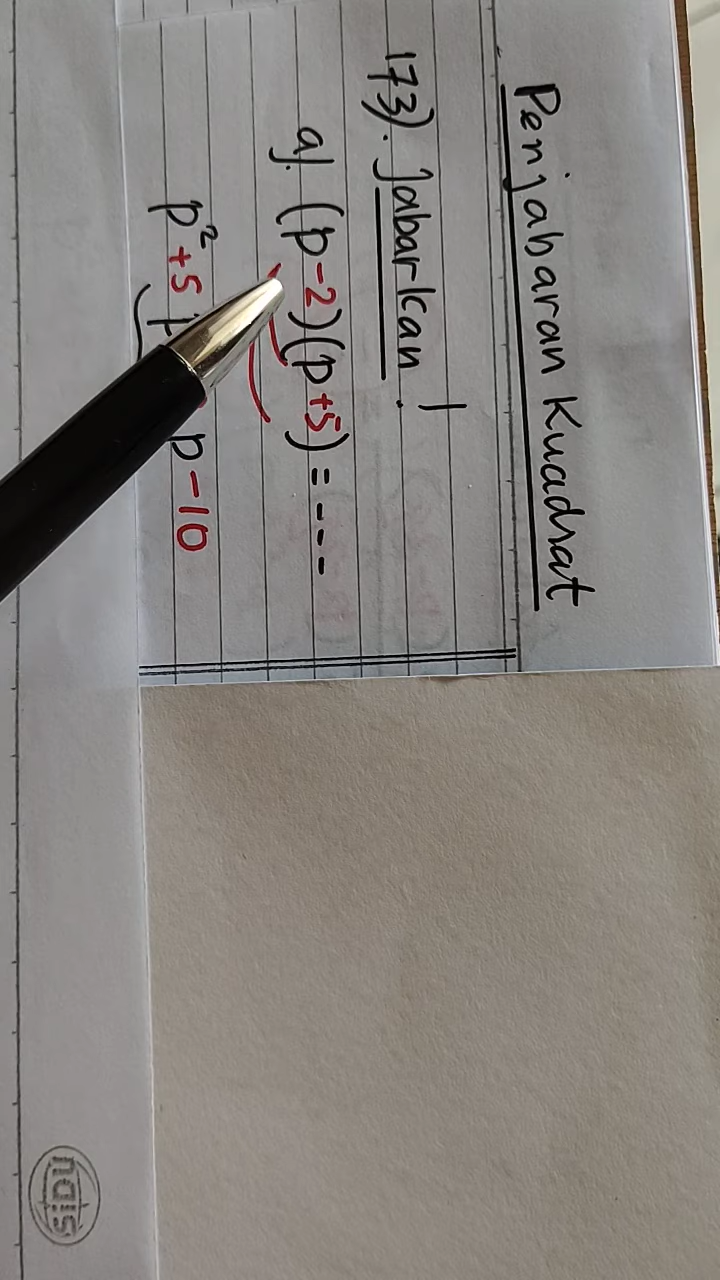 Penjabaran Kuadrat
173). Jabarkan!
a). (p-2)(p+5) = ---
p² +5 p -10
SIDU